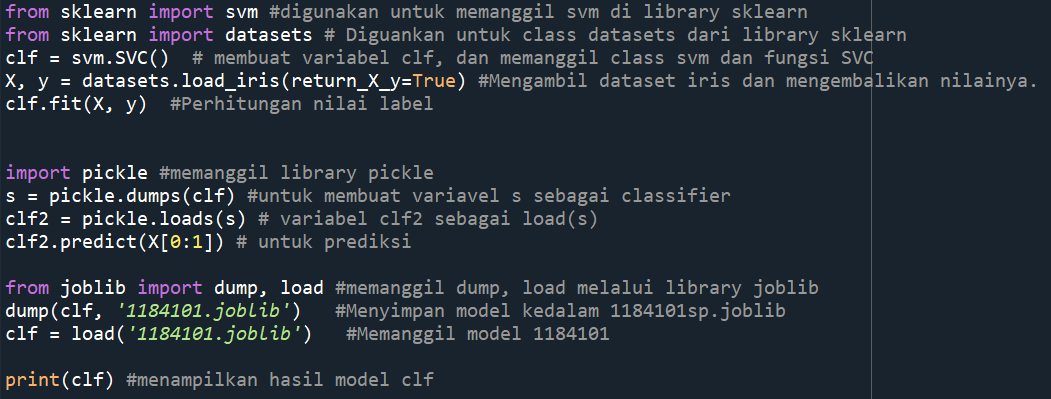 from sklearn import svm #digunakan untuk memanggil svm di library sklearn
from sklearn import datasets # Diguankan untuk class datasets dari library sklearn
clf = svm.SVC()  # membuat variabel clf, dan memanggil class svm dan fungsi SVC
X, y = datasets.load_iris(return_X_y=True) #Mengambil dataset iris dan mengembalikan nilainya.
clf.fit(X, y)  #Perhitungan nilai label
import pickle #memanggil library pickle
s = pickle.dumps(clf) #untuk membuat variavel s sebagai classifier
clf2 = pickle.loads(s) # variabel clf2 sebagai load(s)
clf2.predict(X[0:1]) # untuk prediksi
from joblib import dump, load #memanggil dump, load melalui library joblib
dump(clf, '1184101.joblib')   #Menyimpan model kedalam 1184101sp.joblib
clf = load('1184101.joblib')   #Memanggil model 1184101
print(clf) #menampilkan hasil model clf